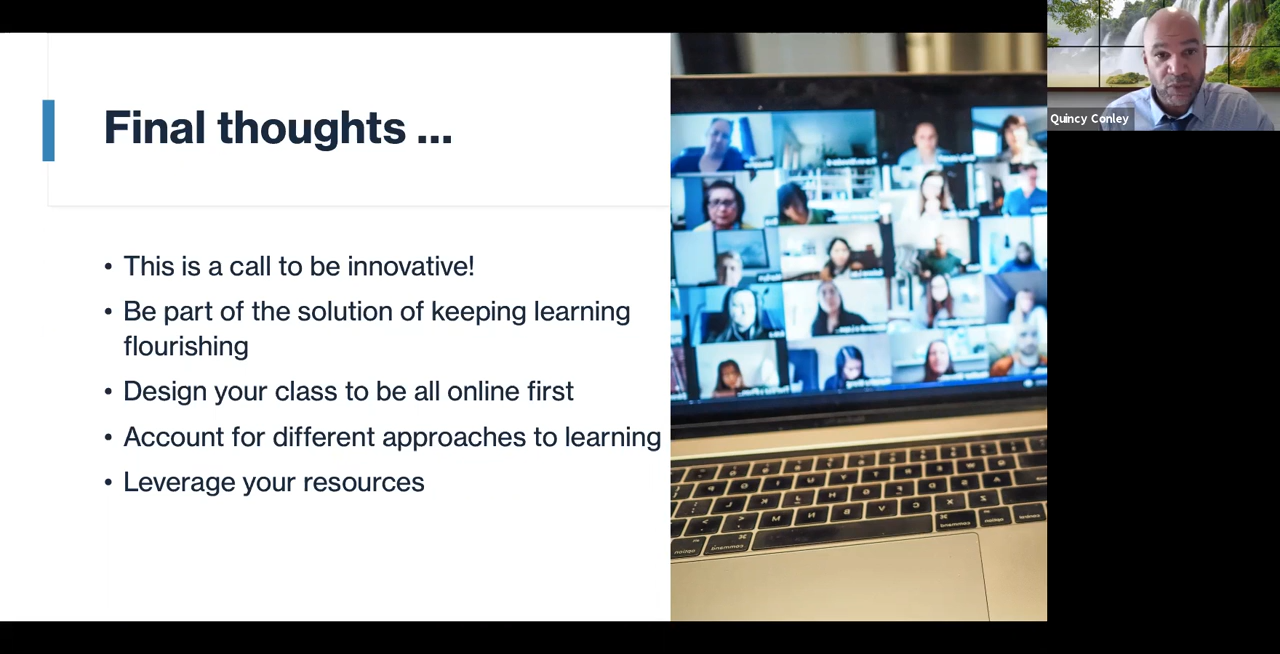 Final thoughts ...
• This is a call to be innovative!
• Be part of the solution of keeping learning
flourishing
• Design your class to be all online first
• Account for different approaches to learning
• Leverage your resources
Quincy Conley